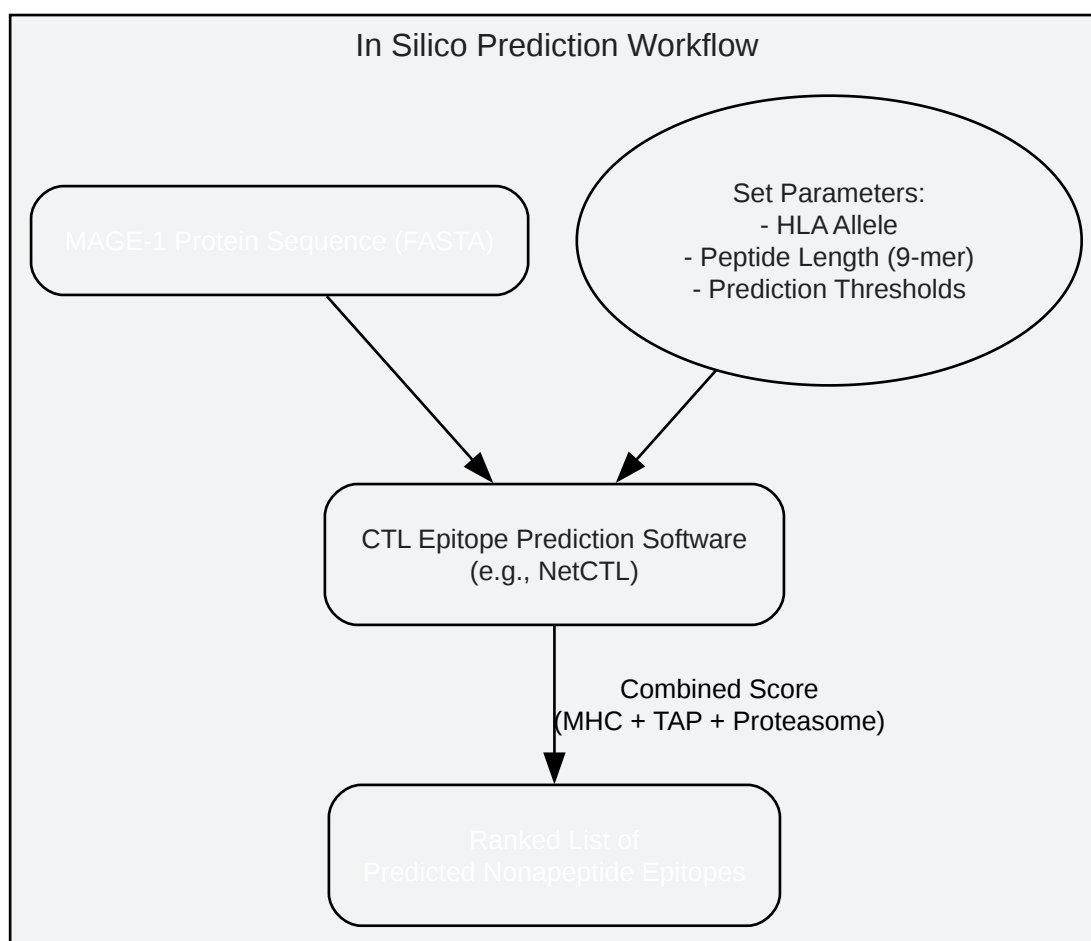 In Silico Prediction Workflow
MAGE-1 Protein Sequence (FASTA)
Set Parameters:
- HLA Allele
- Peptide Length (9-mer)
- Prediction Thresholds
CTL Epitope Prediction Software
(e.g., NetCTL)
Combined Score
(MHC + TAP + Proteasome)
Ranked List of
Predicted Nonapeptide Epitopes